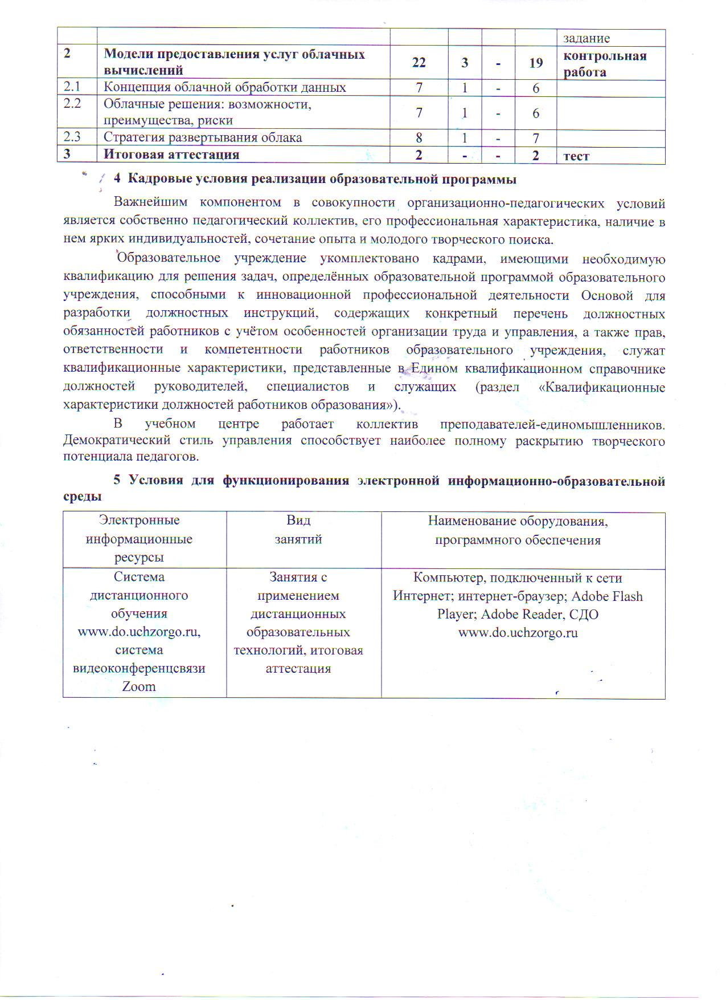 задание
2 Модели предоставления услуг облачных вычислений 22 3 - 19 контрольная работа
2.1 Концепция облачной обработки данных 7 1 - 6
2.2 Облачные решения: возможности, преимущества, риски 7 1 - 6
2.3 Стратегия развертывания облака 8 1 - 7
3 Итоговая аттестация 2 - - 2 тест
4 Кадровые условия реализации образовательной программы
Важнейшим компонентом в совокупности организационно-педагогических условий
является собственно педагогический коллектив, его профессиональная характеристика, наличие в
нем ярких индивидуальностей, сочетание опыта и молодого творческого поиска.
Образовательное учреждение укомплектовано кадрами, имеющими необходимую
квалификацию для решения задач, определённых образовательной программой образовательного
учреждения, способными к инновационной профессиональной деятельности Основой для
разработки должностных инструкций, содержащих конкретный перечень должностных
обязанностей работников с учётом особенностей организации труда и управления, а также прав,
ответственности и компетентности работников образовательного учреждения, служат
квалификационные характеристики, представленные в Едином квалификационном справочнике
должностей руководителей, специалистов и служащих (раздел «Квалификационные
характеристики должностей работников образования»).
В учебном центре работает коллектив преподавателей-единомышленников.
Демократический стиль управления способствует наиболее полному раскрытию творческого
потенциала педагогов.
5 Условия для функционирования электронной информационно-образовательной
среды
Электронные
информационные
ресурсы
Вид
занятий
Наименование оборудования,
программного обеспечения
Система
дистанционного
обучения
www.do.uchzorgo.ru,
система
видеоконференцсвязи
Zoom
Занятия с
применением
дистанционных
образовательных
технологий, итоговая
аттестация
Компьютер, подключенный к сети
Интернет; интернет-браузер; Adobe Flash
Player; Adobe Reader, СДО
www.do.uchzorgo.ru